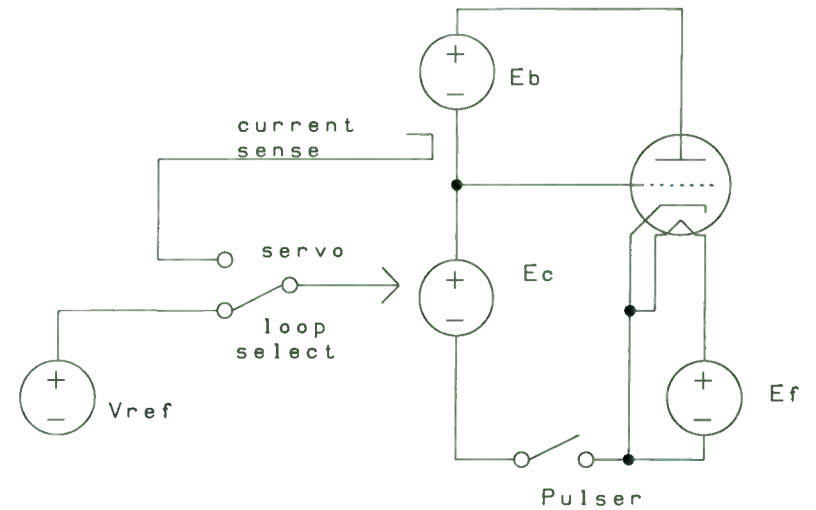 +
Eb
−
current
sense
servo
Ec
+
−
loop
select
+
Vref
−
+
Ef
−
Pulser